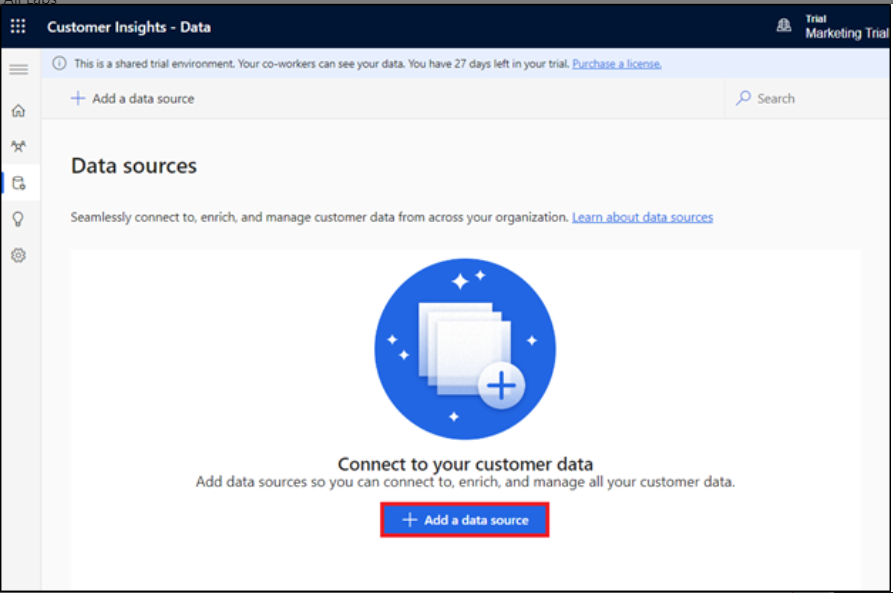 All Labs
Customer Insights - Data
Trial
Marketing Trial
This is a shared trial environment. Your co-workers can see your data. You have 27 days left in your trial. Purchase a license.
Add a data source
Search
Data sources
Seamlessly connect to, enrich, and manage customer data from across your organization. Learn about data sources
Connect to your customer data
Add data sources so you can connect to, enrich, and manage all your customer data.
Add a data source